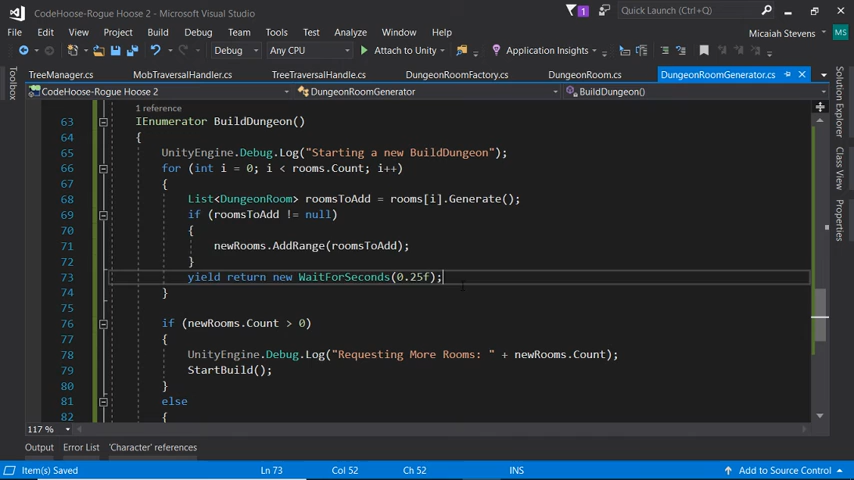 CodeHoose-Rogue Hoose 2 - Microsoft Visual Studio
1
Quick Launch (Ctrl+Q)
File Edit View Project Build Debug Team Tools Test Analyze Window Help
Micaiah Stevens MS
Debug Any CPU Attach to Unity Application Insights
TreeManager.cs MobTraversalHandler.cs TreeTraversalHandle.cs DungeonRoomFactory.cs DungeonRoom.cs DungeonRoomGenerator.cs
CodeHoose-Rogue Hoose 2 DungeonRoomGenerator BuildDungeon()
Toolbox
1 reference
63 IEnumerator BuildDungeon()
64 {
65 UnityEngine.Debug.Log("Starting a new BuildDungeon");
66 for (int i = 0; i < rooms.Count; i++)
67 {
68 List<DungeonRoom> roomsToAdd = rooms[i].Generate();
69 if (roomsToAdd != null)
70 {
71 newRooms.AddRange(roomsToAdd);
72 }
73 yield return new WaitForSeconds(0.25f);
74 }
75
76 if (newRooms.Count > 0)
77 {
78 UnityEngine.Debug.Log("Requesting More Rooms: " + newRooms.Count);
79 StartBuild();
80 }
81 else
82 {
Solution Explorer
Class View
Properties
117 %
Output Error List 'Character' references
Item(s) Saved Ln 73 Col 52 Ch 52 INS Add to Source Control